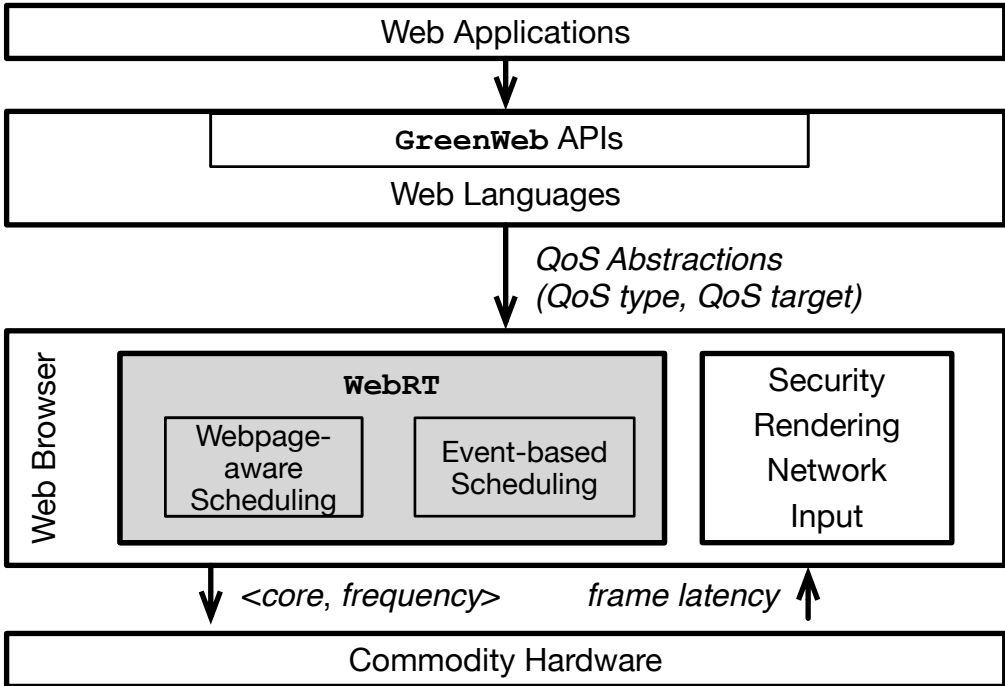 Web Applications
GreenWeb APIs
Web Languages
QoS Abstractions
(QoS type, QoS target)
Web Browser
WebRT
Webpage-
aware
Scheduling
Event-based
Scheduling
Security
Rendering
Network
Input
<core, frequency>
frame latency
Commodity Hardware